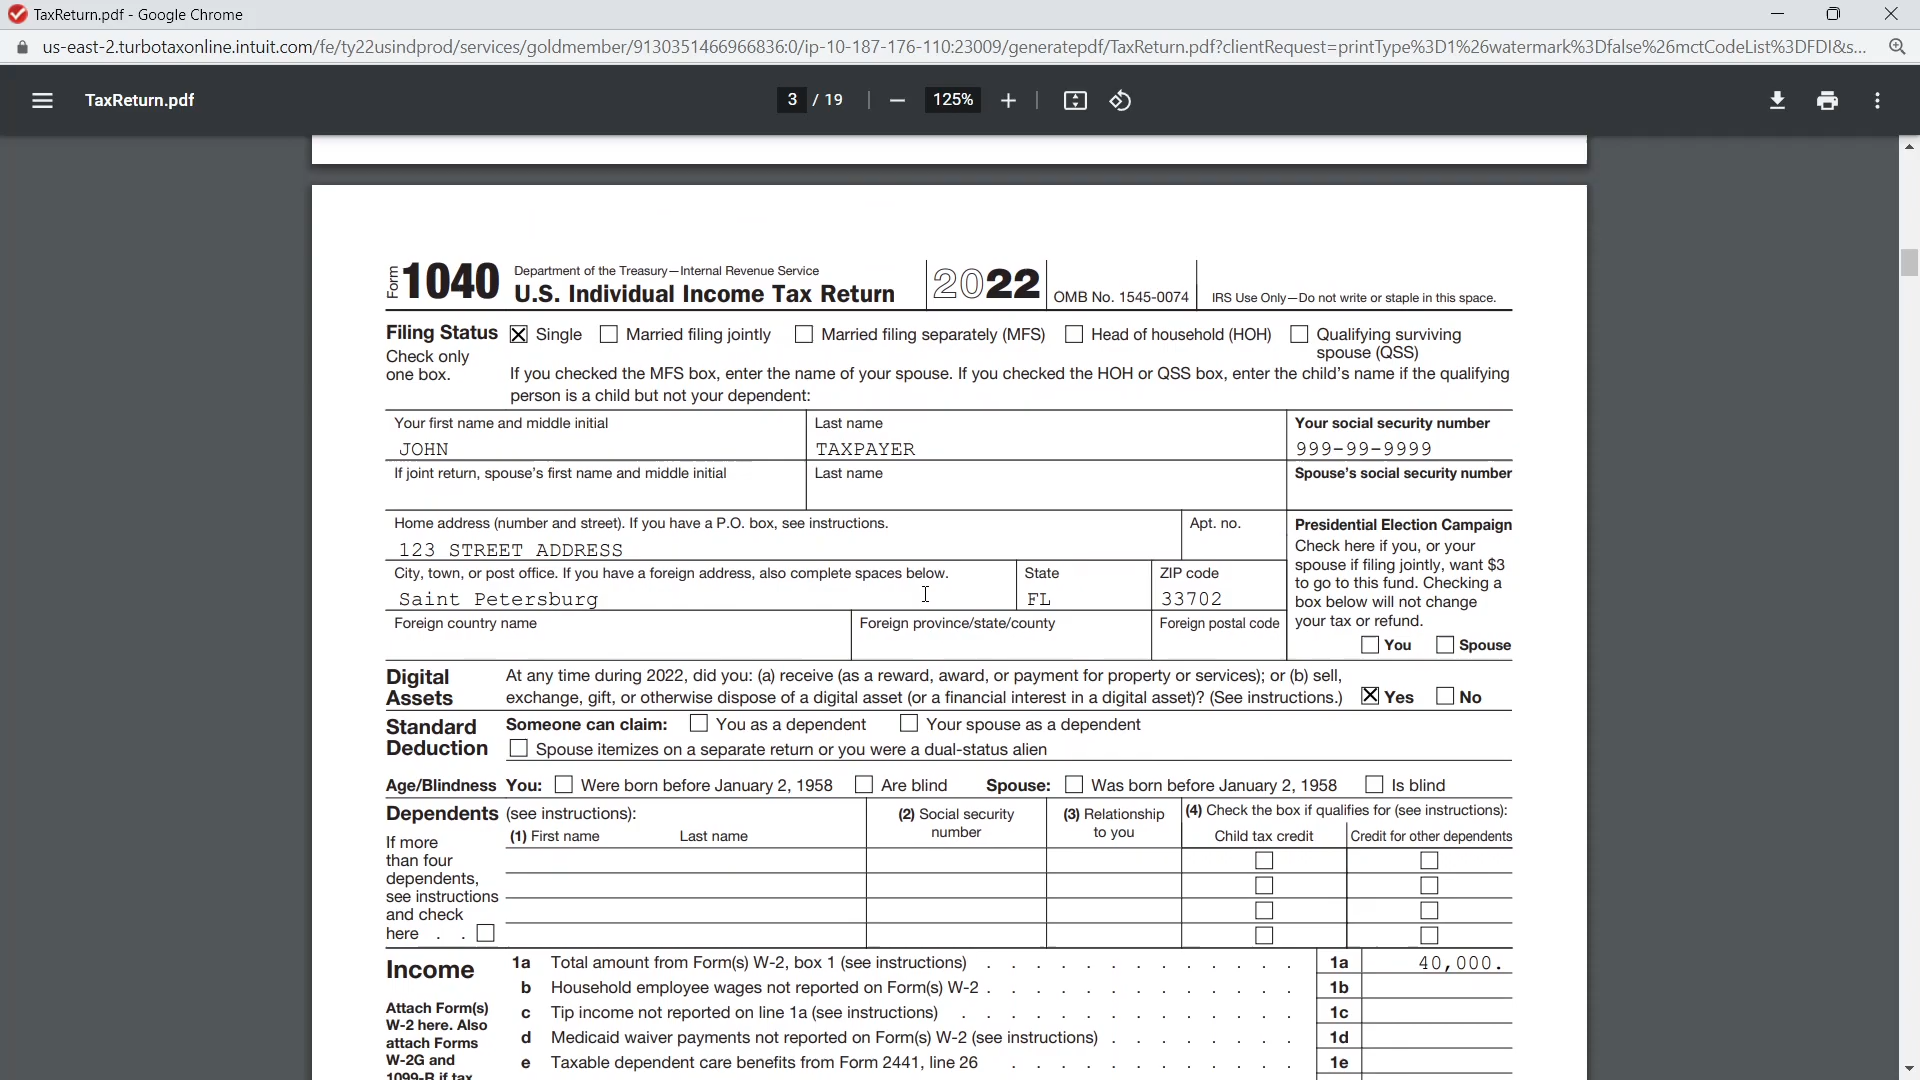 TaxReturn.pdf - Google Chrome
us-east-2.turbotaxonline.intuit.com/fe/ty22usindprod/services/goldmember/9130351466966836:0/ip-10-187-176-110:23009/generatepdf/TaxReturn.pdf?clientRequest=printType%3D1%26watermark%3Dfalse%26mctCodeList%3DFDI&s...
TaxReturn.pdf 3 / 19 125%
Form 1040 Department of the Treasury—Internal Revenue Service
U.S. Individual Income Tax Return 2022 OMB No. 1545-0074 IRS Use Only—Do not write or staple in this space.
Filing Status Single Married filing jointly Married filing separately (MFS) Head of household (HOH) Qualifying surviving spouse (QSS)
Check only one box.
If you checked the MFS box, enter the name of your spouse. If you checked the HOH or QSS box, enter the child's name if the qualifying
person is a child but not your dependent:
Your first name and middle initial Last name Your social security number
JOHN TAXPAYER 999-99-9999
If joint return, spouse's first name and middle initial Last name Spouse's social security number
Home address (number and street). If you have a P.O. box, see instructions. Apt. no.
123 STREET ADDRESS
City, town, or post office. If you have a foreign address, also complete spaces below. State ZIP code
Saint Petersburg FL 33702
Foreign country name Foreign province/state/county Foreign postal code
Presidential Election Campaign
Check here if you, or your
spouse if filing jointly, want $3
to go to this fund. Checking a
box below will not change
your tax or refund.
You Spouse
Digital Assets
At any time during 2022, did you: (a) receive (as a reward, award, or payment for property or services); or (b) sell,
exchange, gift, or otherwise dispose of a digital asset (or a financial interest in a digital asset)? (See instructions.) Yes No
Standard Deduction
Someone can claim: You as a dependent Your spouse as a dependent
Spouse itemizes on a separate return or you were a dual-status alien
Age/Blindness You: Were born before January 2, 1958 Are blind Spouse: Was born before January 2, 1958 Is blind
Dependents (see instructions):
(1) First name Last name
(2) Social security number
(3) Relationship to you
(4) Check the box if qualifies for (see instructions):
Child tax credit Credit for other dependents
If more
than four
dependents,
see instructions
and check
here . .
Income
1a Total amount from Form(s) W-2, box 1 (see instructions) . . . . . . . . . . . . . 1a 40,000.
b Household employee wages not reported on Form(s) W-2 . . . . . . . . . . . . . 1b
c Tip income not reported on line 1a (see instructions) . . . . . . . . . . . . . . 1c
d Medicaid waiver payments not reported on Form(s) W-2 (see instructions) . . . . . . . . 1d
e Taxable dependent care benefits from Form 2441, line 26 . . . . . . . . . . . . 1e
Attach Form(s)
W-2 here. Also
attach Forms
W-2G and
1099-R if tax